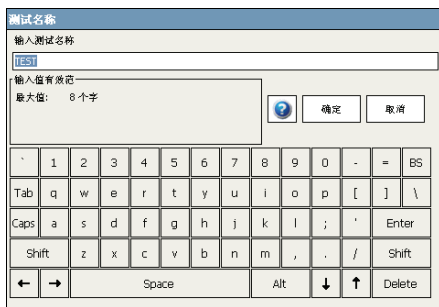 测试名称
输入测试名称
TEST
输入值有效范
最大值: 8 个字
? 确定 取消
` 1 2 3 4 5 6 7 8 9 0 - = BS
Tab q w e r t y u i o p [ ] \
Caps a s d f g h j k l ; ' Enter
Shift z x c v b n m , . / Shift
← → Space Alt ↓ ↑ Delete